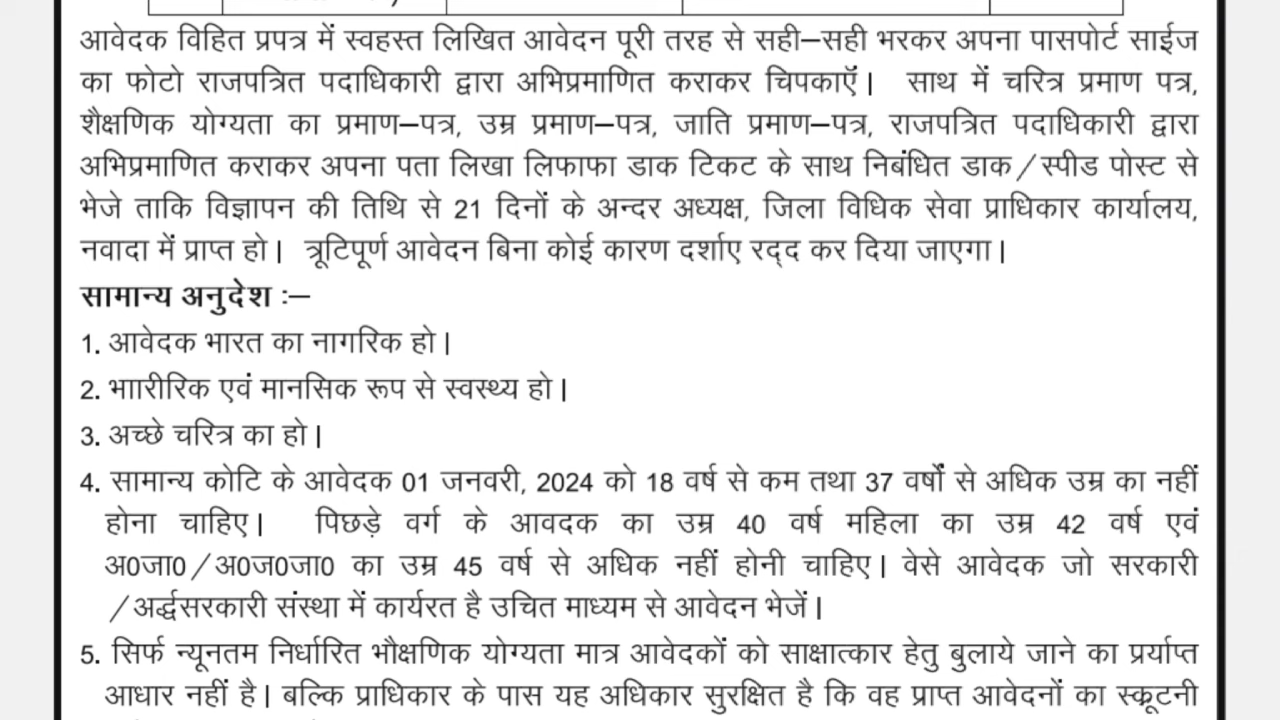 आवेदक विहित प्रपत्र में स्वहस्त लिखित आवेदन पूरी तरह से सही–सही भरकर अपना पासपोर्ट साईज
का फोटो राजपत्रित पदाधिकारी द्वारा अभिप्रमाणित कराकर चिपकाएँ। साथ में चरित्र प्रमाण पत्र,
शैक्षणिक योग्यता का प्रमाण–पत्र, उम्र प्रमाण–पत्र, जाति प्रमाण–पत्र, राजपत्रित पदाधिकारी द्वारा
अभिप्रमाणित कराकर अपना पता लिखा लिफाफा डाक टिकट के साथ निबंधित डाक/स्पीड पोस्ट से
भेजे ताकि विज्ञापन की तिथि से 21 दिनों के अन्दर अध्यक्ष, जिला विधिक सेवा प्राधिकार कार्यालय,
नवादा में प्राप्त हो। त्रूटिपूर्ण आवेदन बिना कोई कारण दर्शाए रद्द कर दिया जाएगा।
सामान्य अनुदेश :–
1. आवेदक भारत का नागरिक हो।
2. भाारीरिक एवं मानसिक रूप से स्वस्थ्य हो।
3. अच्छे चरित्र का हो।
4. सामान्य कोटि के आवेदक 01 जनवरी, 2024 को 18 वर्ष से कम तथा 37 वर्षों से अधिक उम्र का नहीं
होना चाहिए। पिछड़े वर्ग के आवदक का उम्र 40 वर्ष महिला का उम्र 42 वर्ष एवं
अ0जा0/अ0ज0जा0 का उम्र 45 वर्ष से अधिक नहीं होनी चाहिए। वेसे आवेदक जो सरकारी
/अर्द्धसरकारी संस्था में कार्यरत है उचित माध्यम से आवेदन भेजें।
5. सिर्फ न्यूनतम निर्धारित भौक्षणिक योग्यता मात्र आवेदकों को साक्षात्कार हेतु बुलाये जाने का प्रर्याप्त
आधार नहीं है। बल्कि प्राधिकार के पास यह अधिकार सुरक्षित है कि वह प्राप्त आवेदनों का स्क्रूटनी